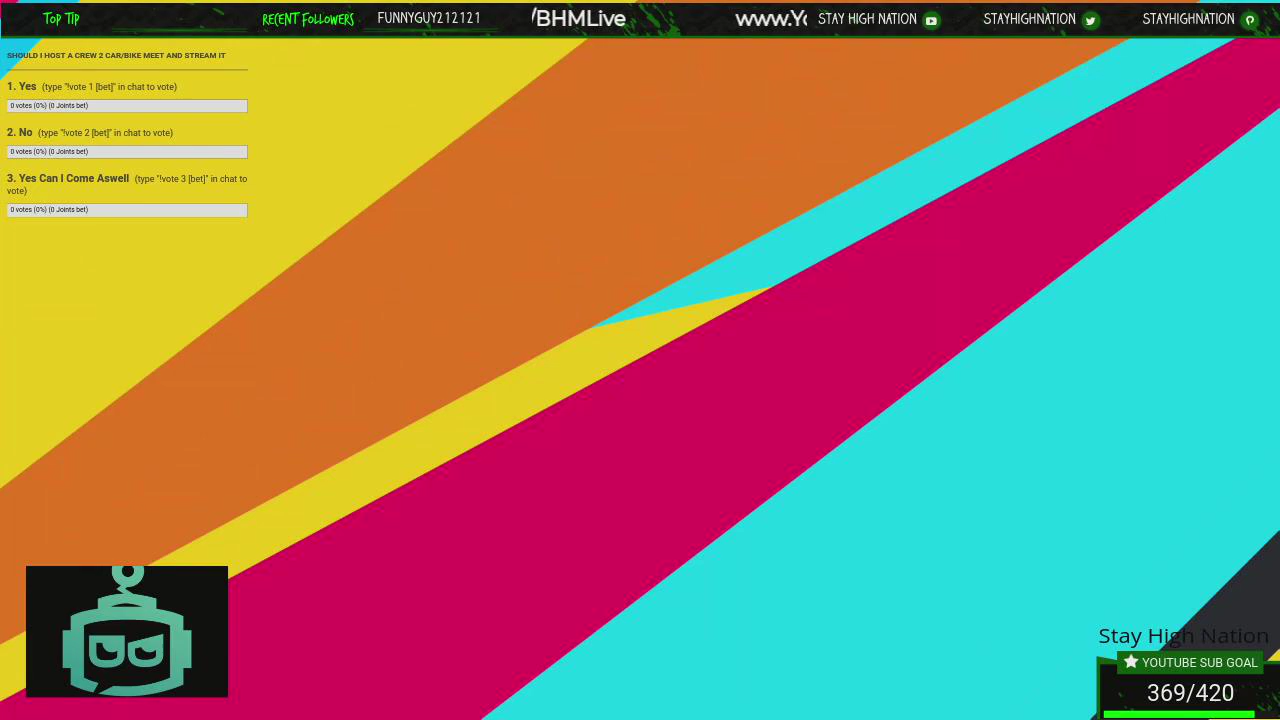 Top Tip
Recent Followers
FUNNYGUY212121
/BHMLive
www.Yo
STAY HIGH NATION
STAYHIGHNATION
STAYHIGHNATION
SHOULD I HOST A CREW 2 CAR/BIKE MEET AND STREAM IT
1. Yes (type "!vote 1 [bet]" in chat to vote)
0 votes (0%) (0 Joints bet)
2. No (type "!vote 2 [bet]" in chat to vote)
0 votes (0%) (0 Joints bet)
3. Yes Can I Come Aswell (type "!vote 3 [bet]" in chat to
vote)
0 votes (0%) (0 Joints bet)
Stay High Nation
YOUTUBE SUB GOAL
369/420